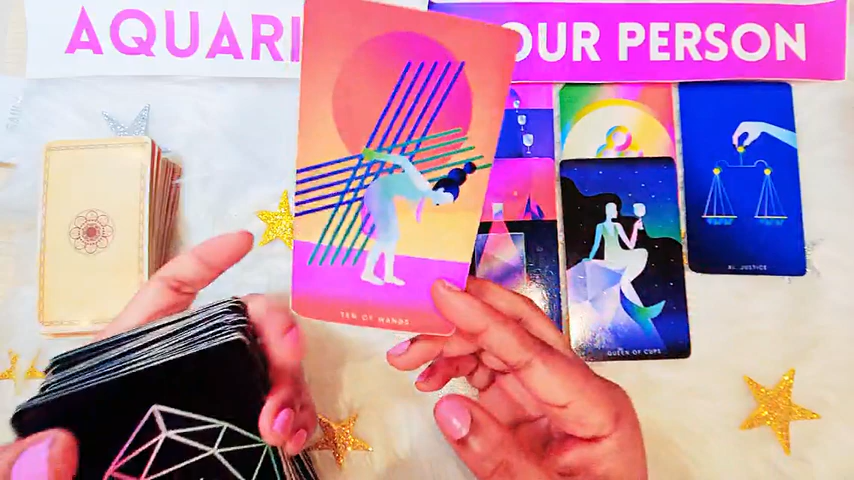 AQUARI
OUR PERSON
TEN OF WANDS
XI. JUSTICE
QUEEN OF CUPS